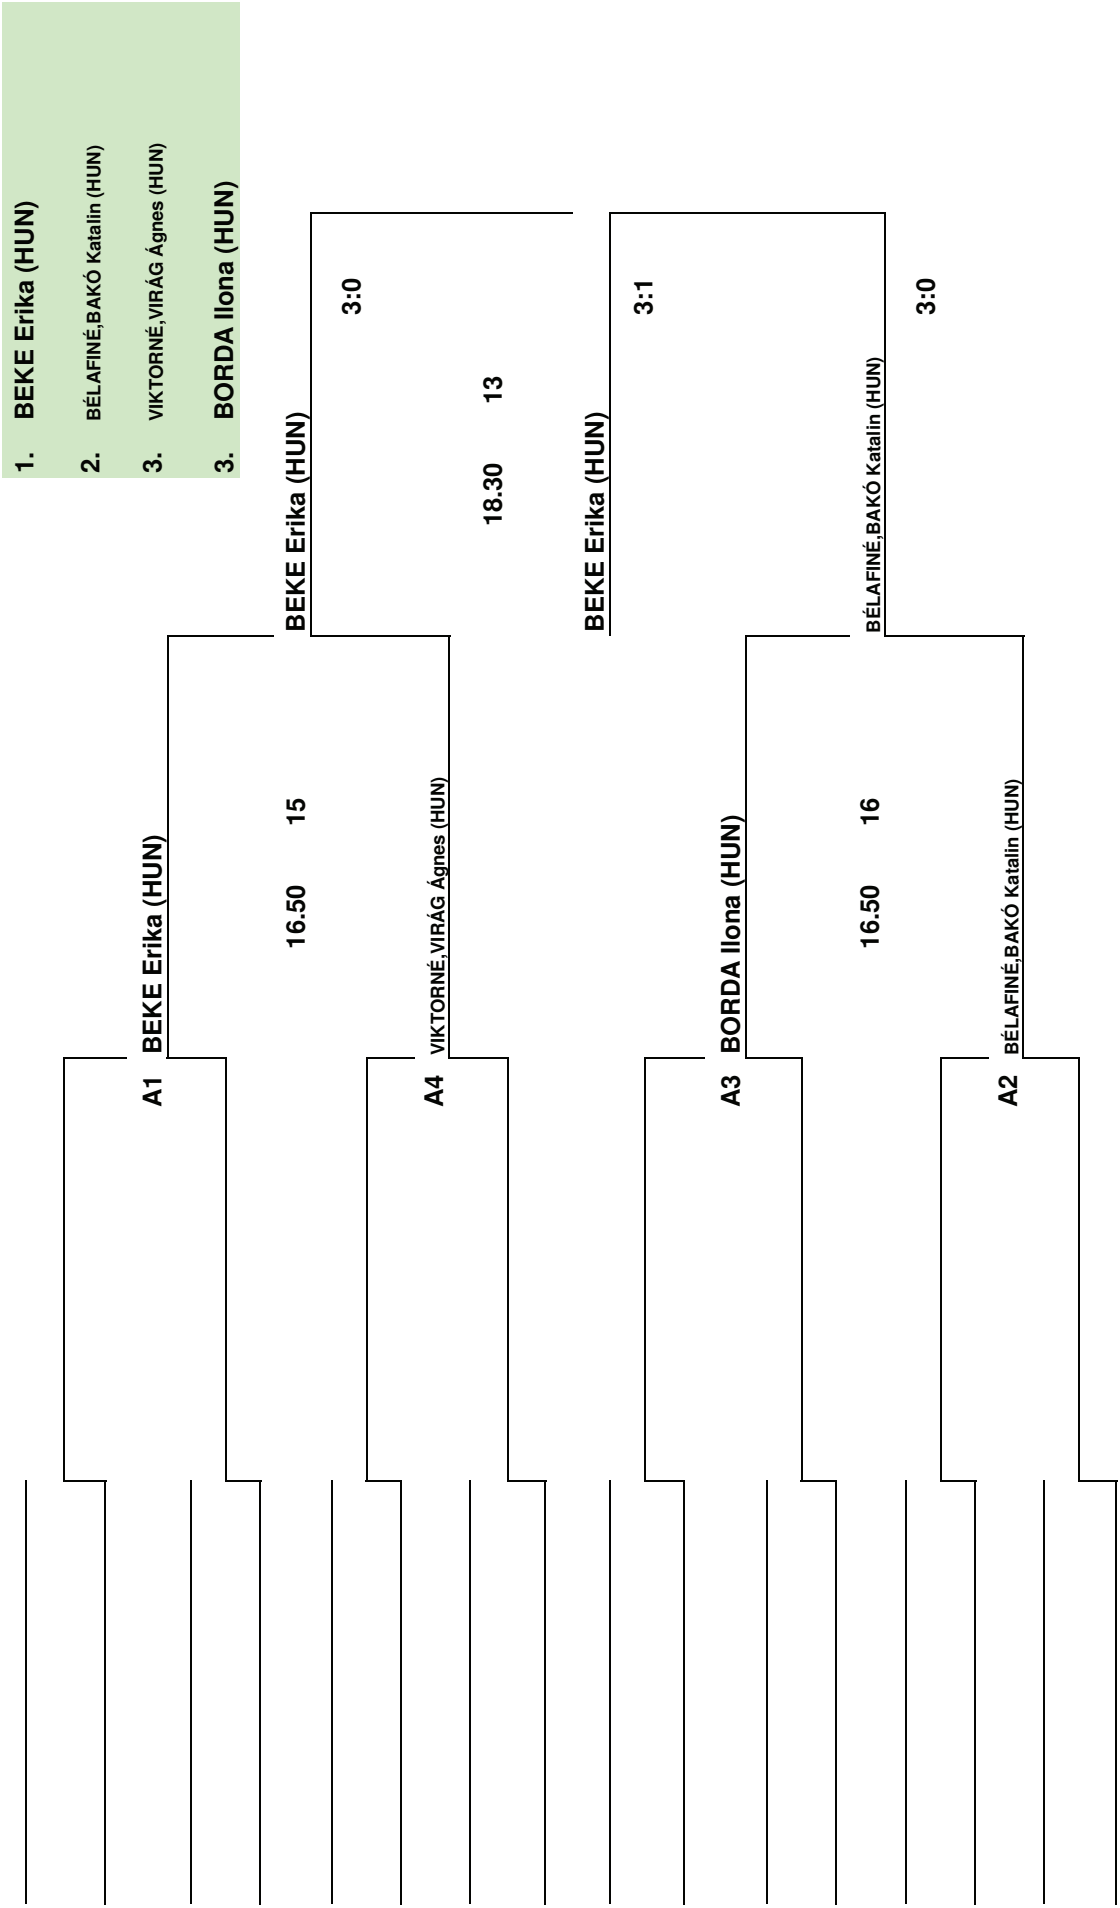 1. BEKE Erika (HUN)
2. BÉLAFINÉ,BAKÓ Katalin (HUN)
3. VIKTORNÉ,VIRÁG Ágnes (HUN)
3. BORDA Ilona (HUN)
A1 BEKE Erika (HUN)
BEKE Erika (HUN)
16.50 15
3:0
A4 VIKTORNÉ,VIRÁG Ágnes (HUN)
18.30 13
BEKE Erika (HUN)
3:1
A3 BORDA Ilona (HUN)
16.50 16
BÉLAFINÉ,BAKÓ Katalin (HUN)
3:0
A2 BÉLAFINÉ,BAKÓ Katalin (HUN)